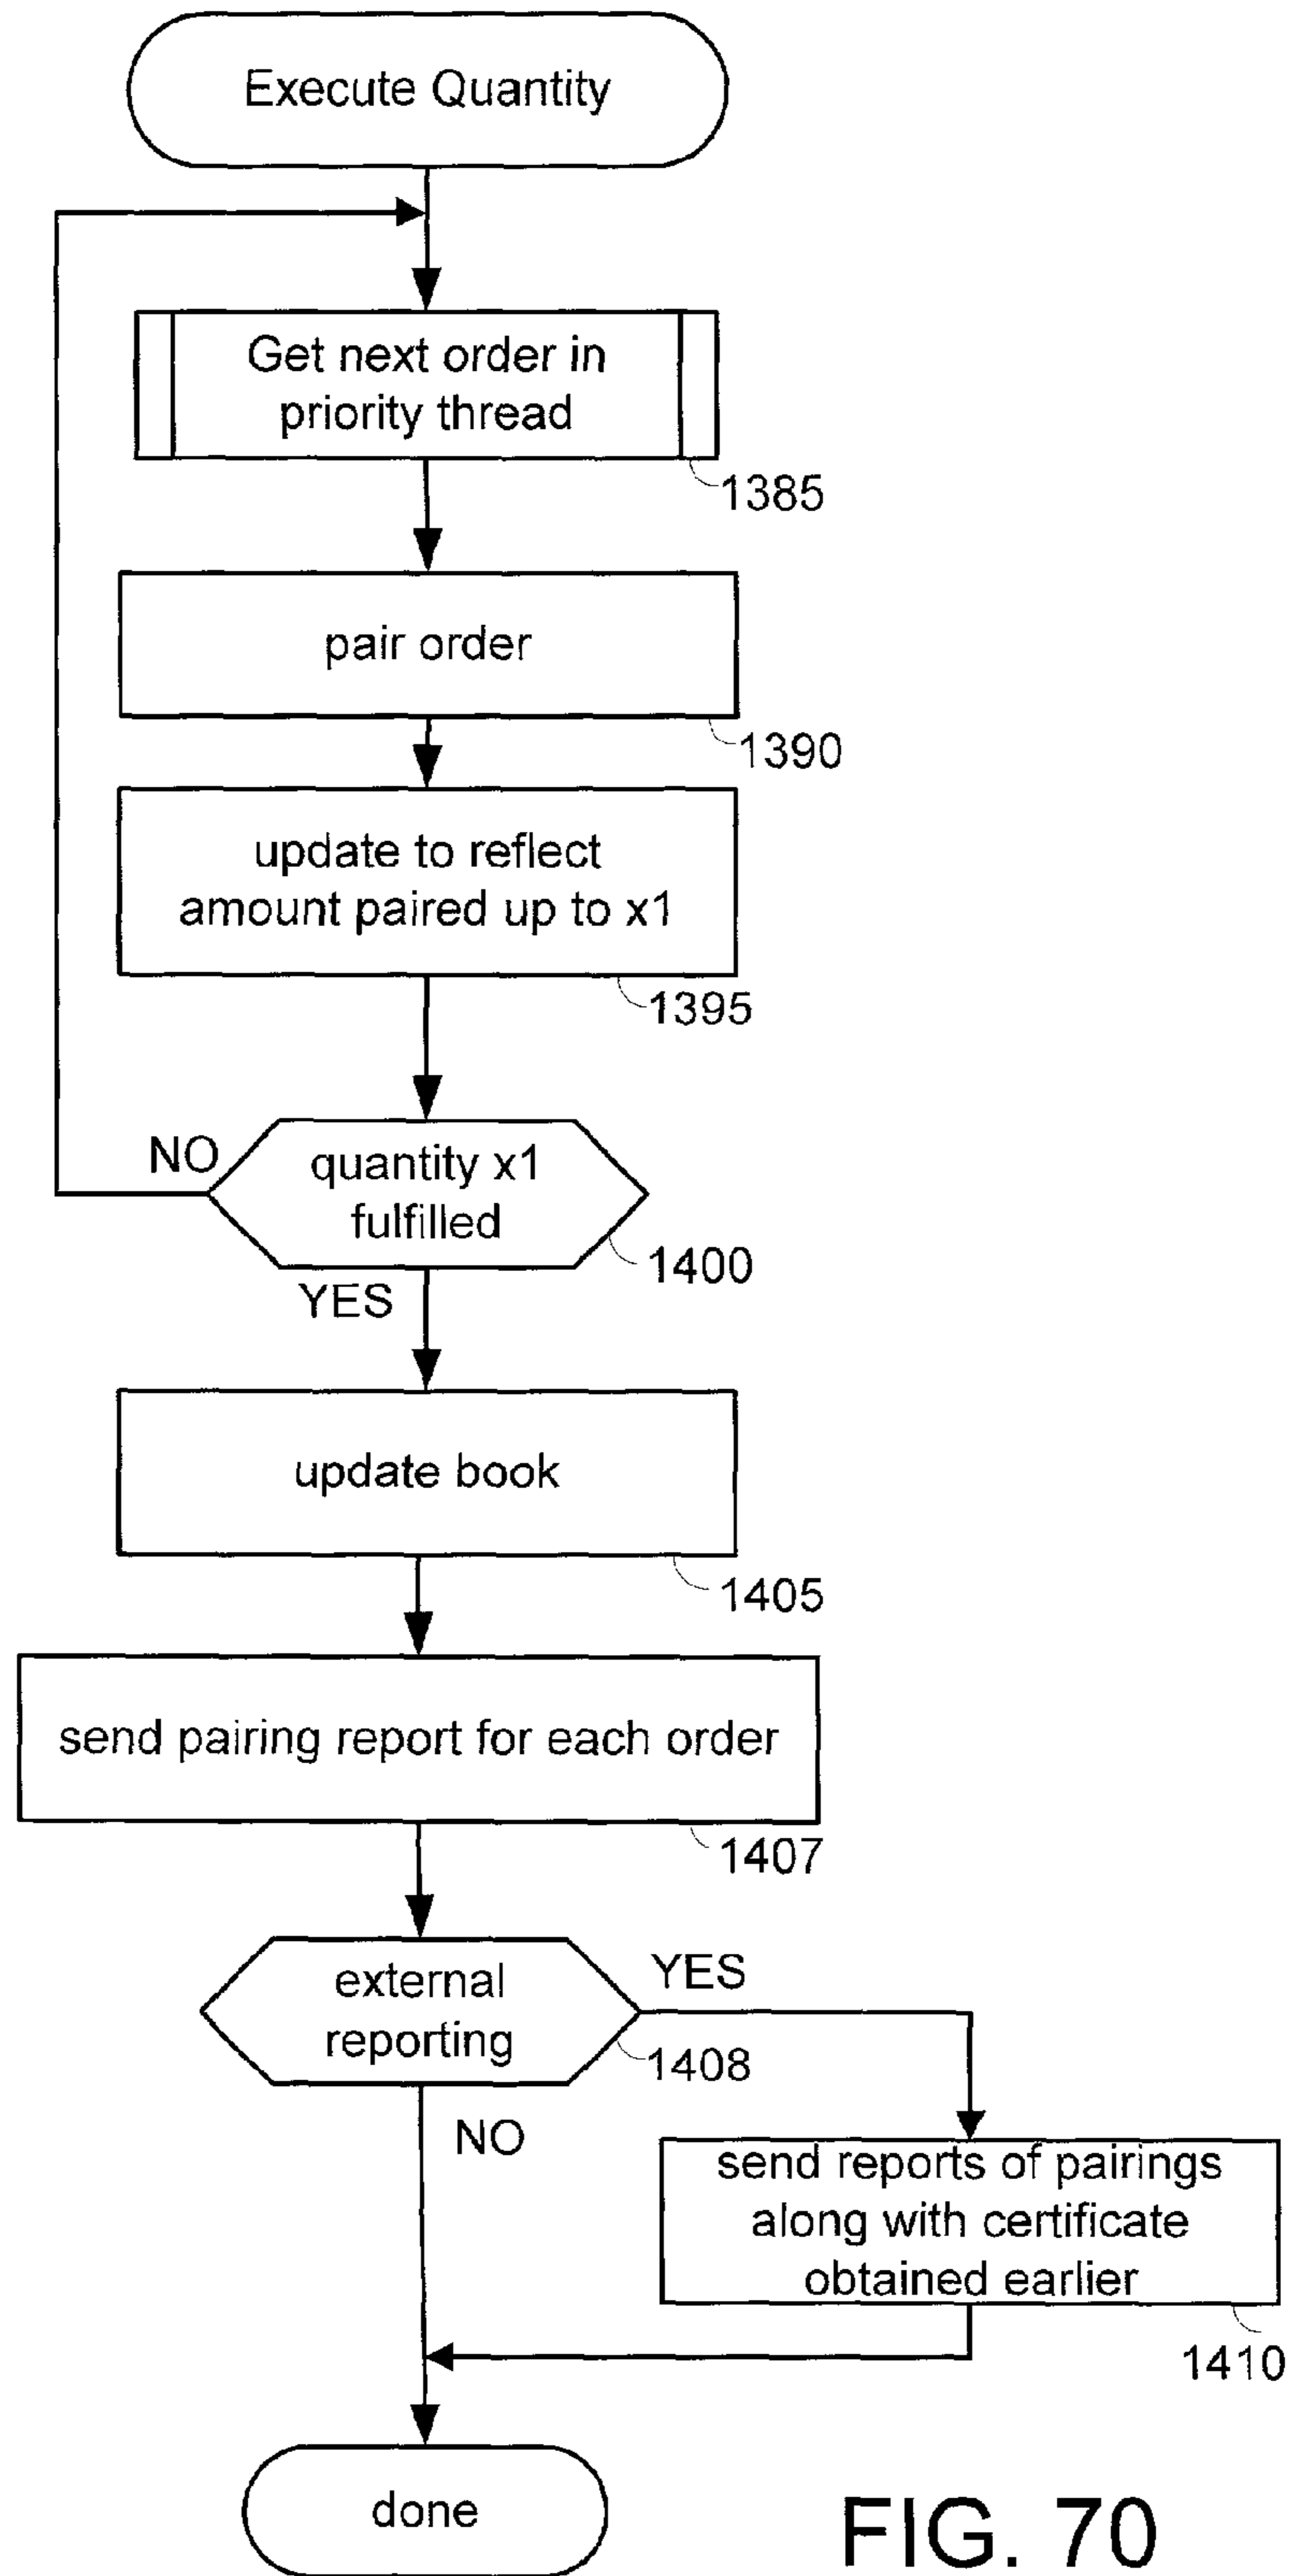 Execute Quantity
Get next order in
priority thread
1385
pair order
1390
update to reflect
amount paired up to x1
1395
NO
quantity x1
fulfilled
1400
YES
update book
1405
send pairing report for each order
1407
external
reporting
YES
1408
NO
send reports of pairings
along with certificate
obtained earlier
1410
done
FIG. 70